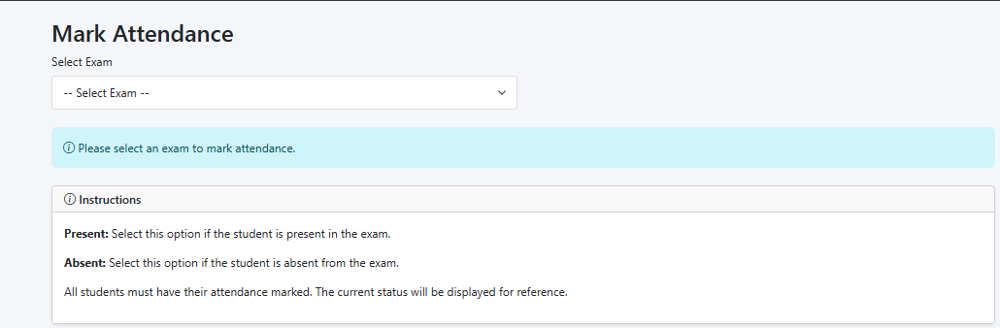 Mark Attendance
Select Exam
-- Select Exam --
Please select an exam to mark attendance.
Instructions
Present: Select this option if the student is present in the exam.
Absent: Select this option if the student is absent from the exam.
All students must have their attendance marked. The current status will be displayed for reference.